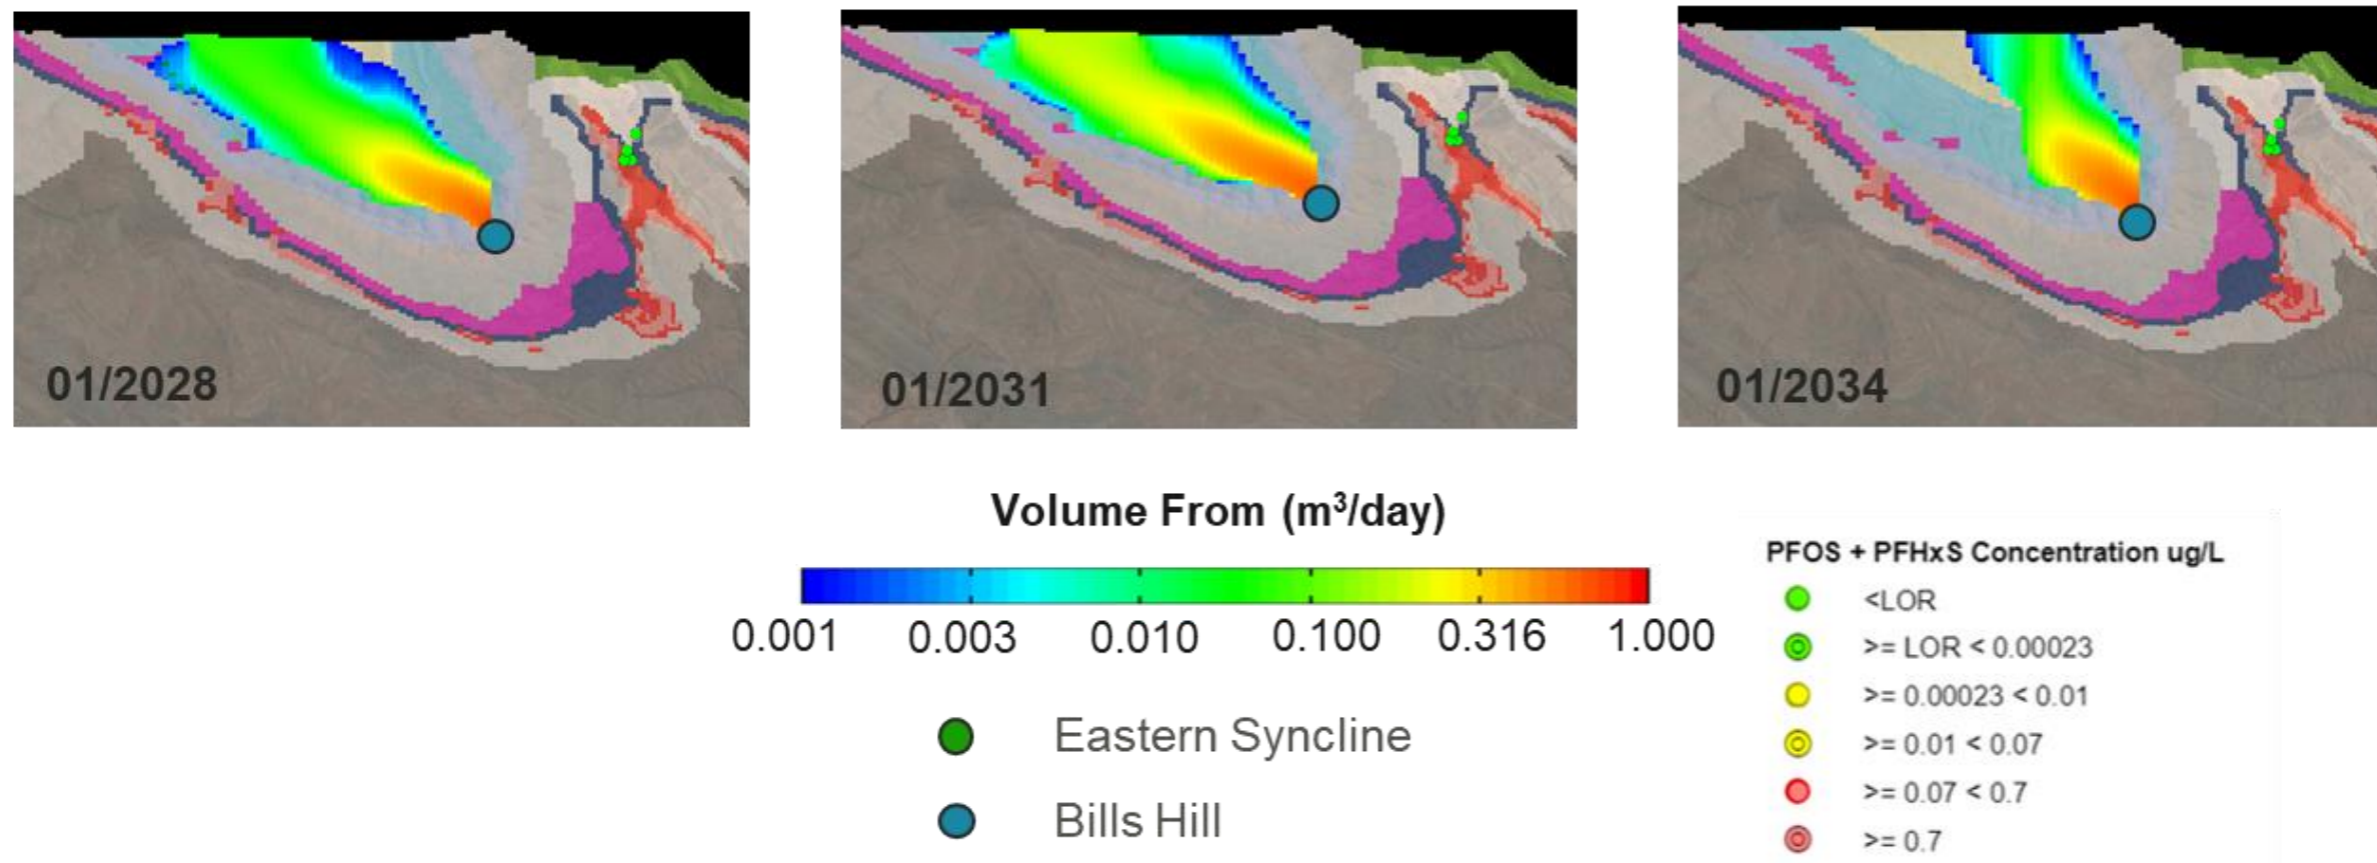 01/2028
01/2031
01/2034
Volume From (m³/day)
0.001 0.003 0.010 0.100 0.316 1.000
Eastern Syncline
Bills Hill
PFOS + PFHxS Concentration ug/L
<LOR
>= LOR < 0.00023
>= 0.00023 < 0.01
>= 0.01 < 0.07
>= 0.07 < 0.7
>= 0.7